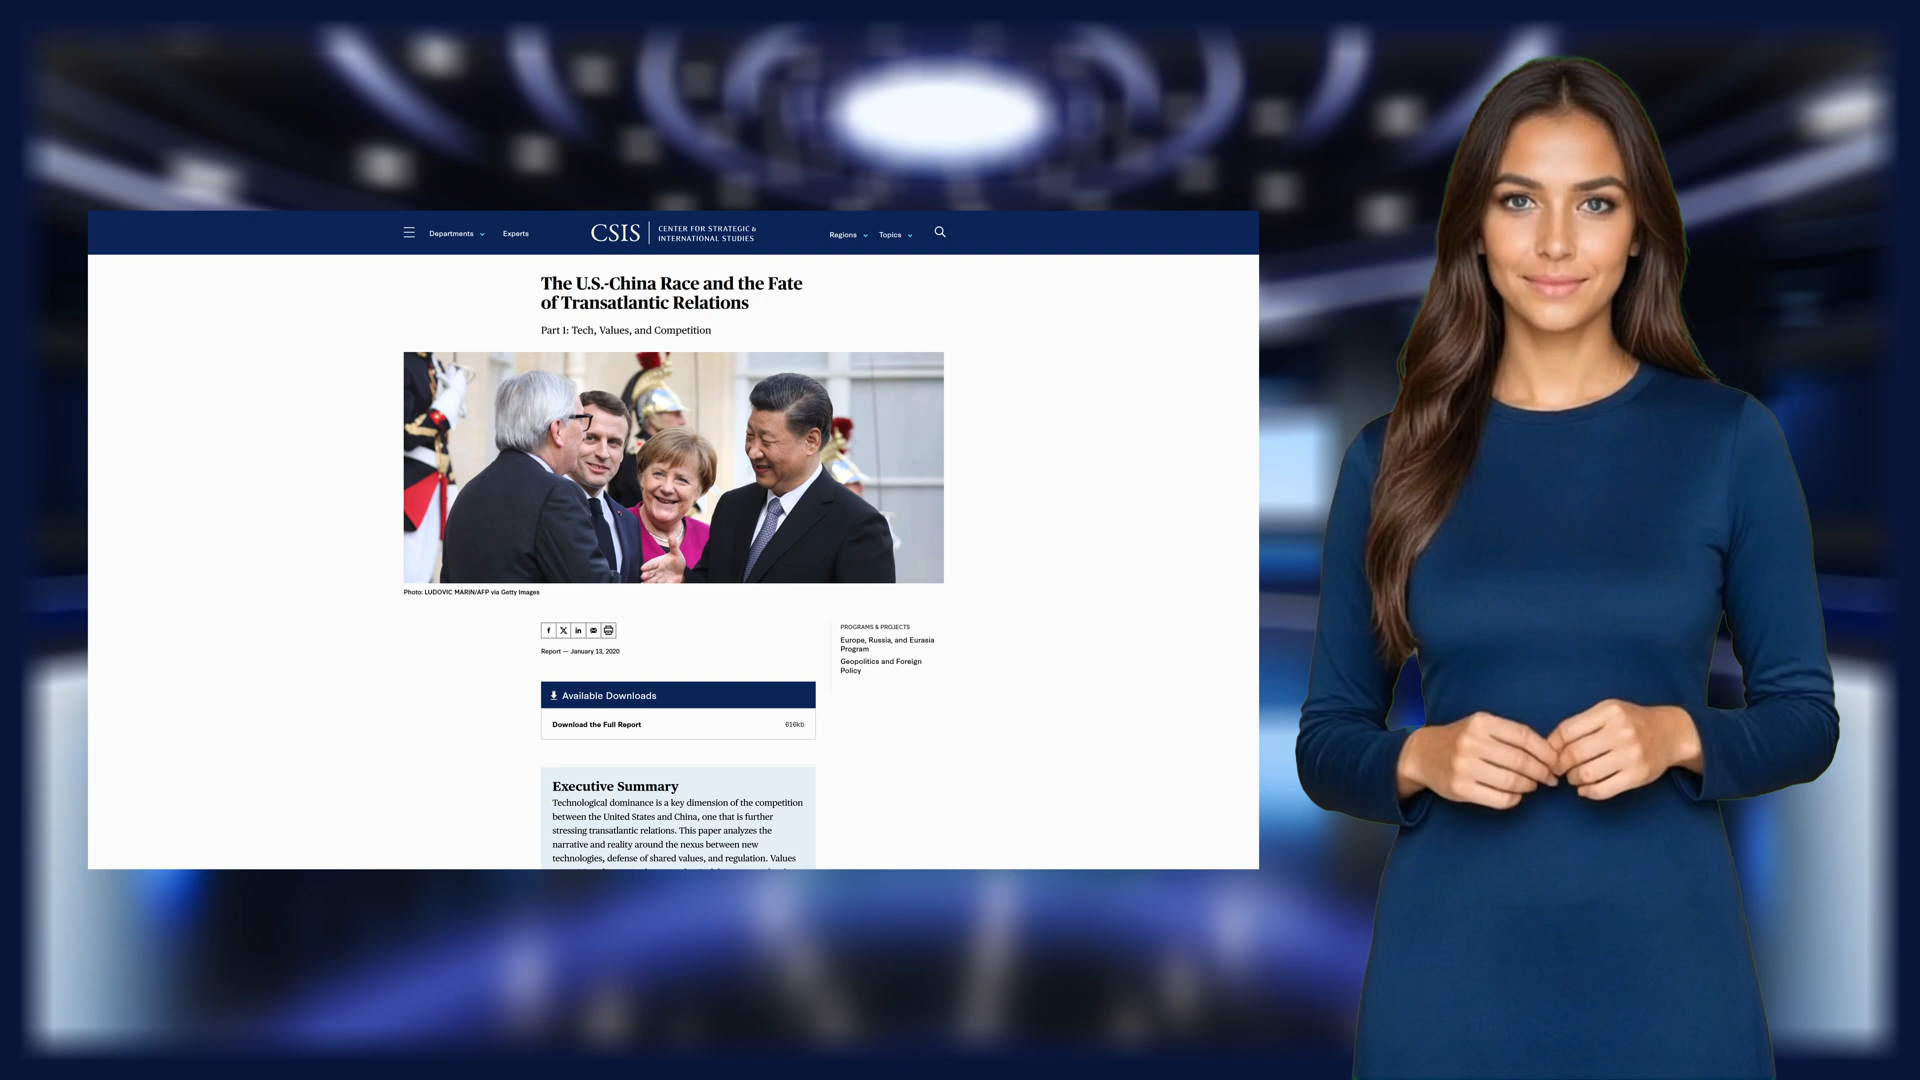 Departments
Experts
CSIS
CENTER FOR STRATEGIC &
INTERNATIONAL STUDIES
Regions
Topics
The U.S.-China Race and the Fate
of Transatlantic Relations
Part I: Tech, Values, and Competition
Photo: LUDOVIC MARIN/AFP via Getty Images
Report — January 13, 2020
PROGRAMS & PROJECTS
Europe, Russia, and Eurasia
Program
Geopolitics and Foreign
Policy
Available Downloads
Download the Full Report 616kb
Executive Summary
Technological dominance is a key dimension of the competition
between the United States and China, one that is further
stressing transatlantic relations. This paper analyzes the
narrative and reality around the nexus between new
technologies, defense of shared values, and regulation. Values